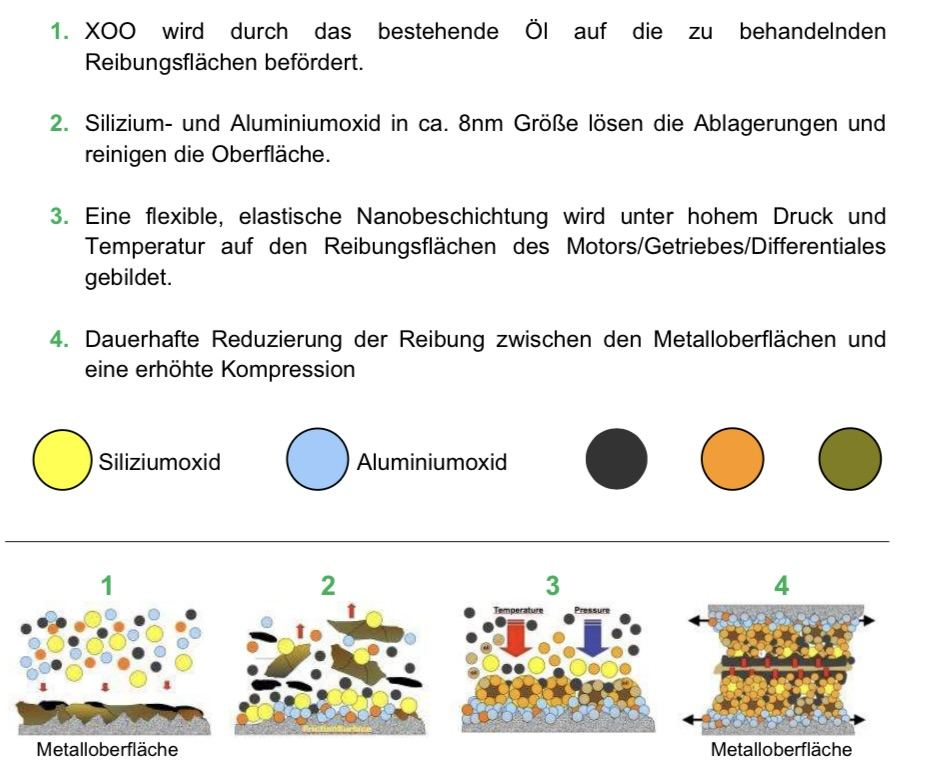 1. XOO wird durch das bestehende Öl auf die zu behandelnden
Reibungsflächen befördert.
2. Silizium- und Aluminiumoxid in ca. 8nm Größe lösen die Ablagerungen und
reinigen die Oberfläche.
3. Eine flexible, elastische Nanobeschichtung wird unter hohem Druck und
Temperatur auf den Reibungsflächen des Motors/Getriebes/Differentiales
gebildet.
4. Dauerhafte Reduzierung der Reibung zwischen den Metalloberflächen und
eine erhöhte Kompression
Siliziumoxid Aluminiumoxid
1 2 3 4
Temperature Pressure
FrictionSurface
Metalloberfläche Metalloberfläche